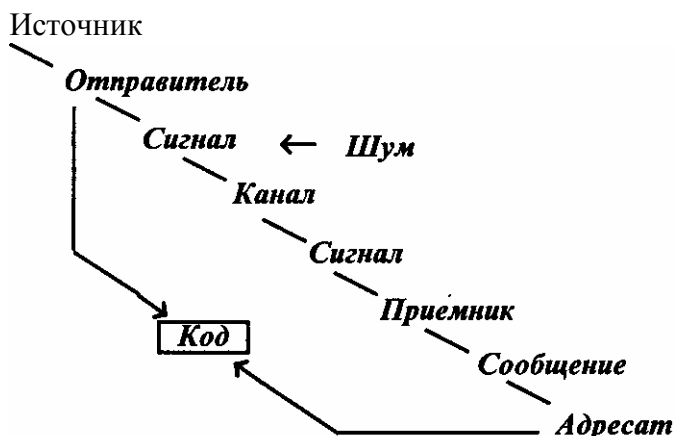 Источник
Отправитель
Сигнал ← Шум
Канал
Сигнал
Приемник
Код
Сообщение
Адресат